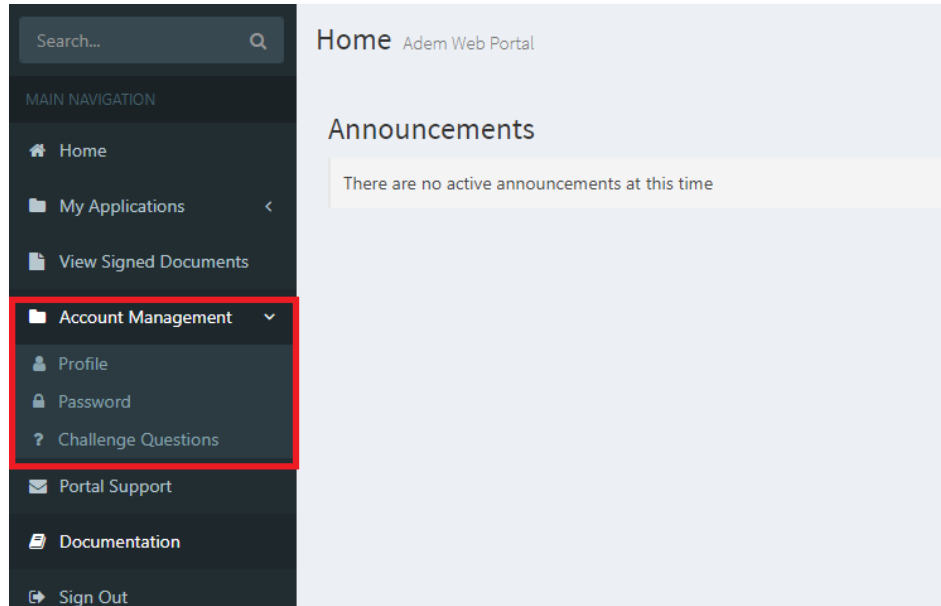 Search...
MAIN NAVIGATION
Home
My Applications
View Signed Documents
Account Management
Profile
Password
? Challenge Questions
Portal Support
Documentation
Sign Out
Home Adem Web Portal
Announcements
There are no active announcements at this time